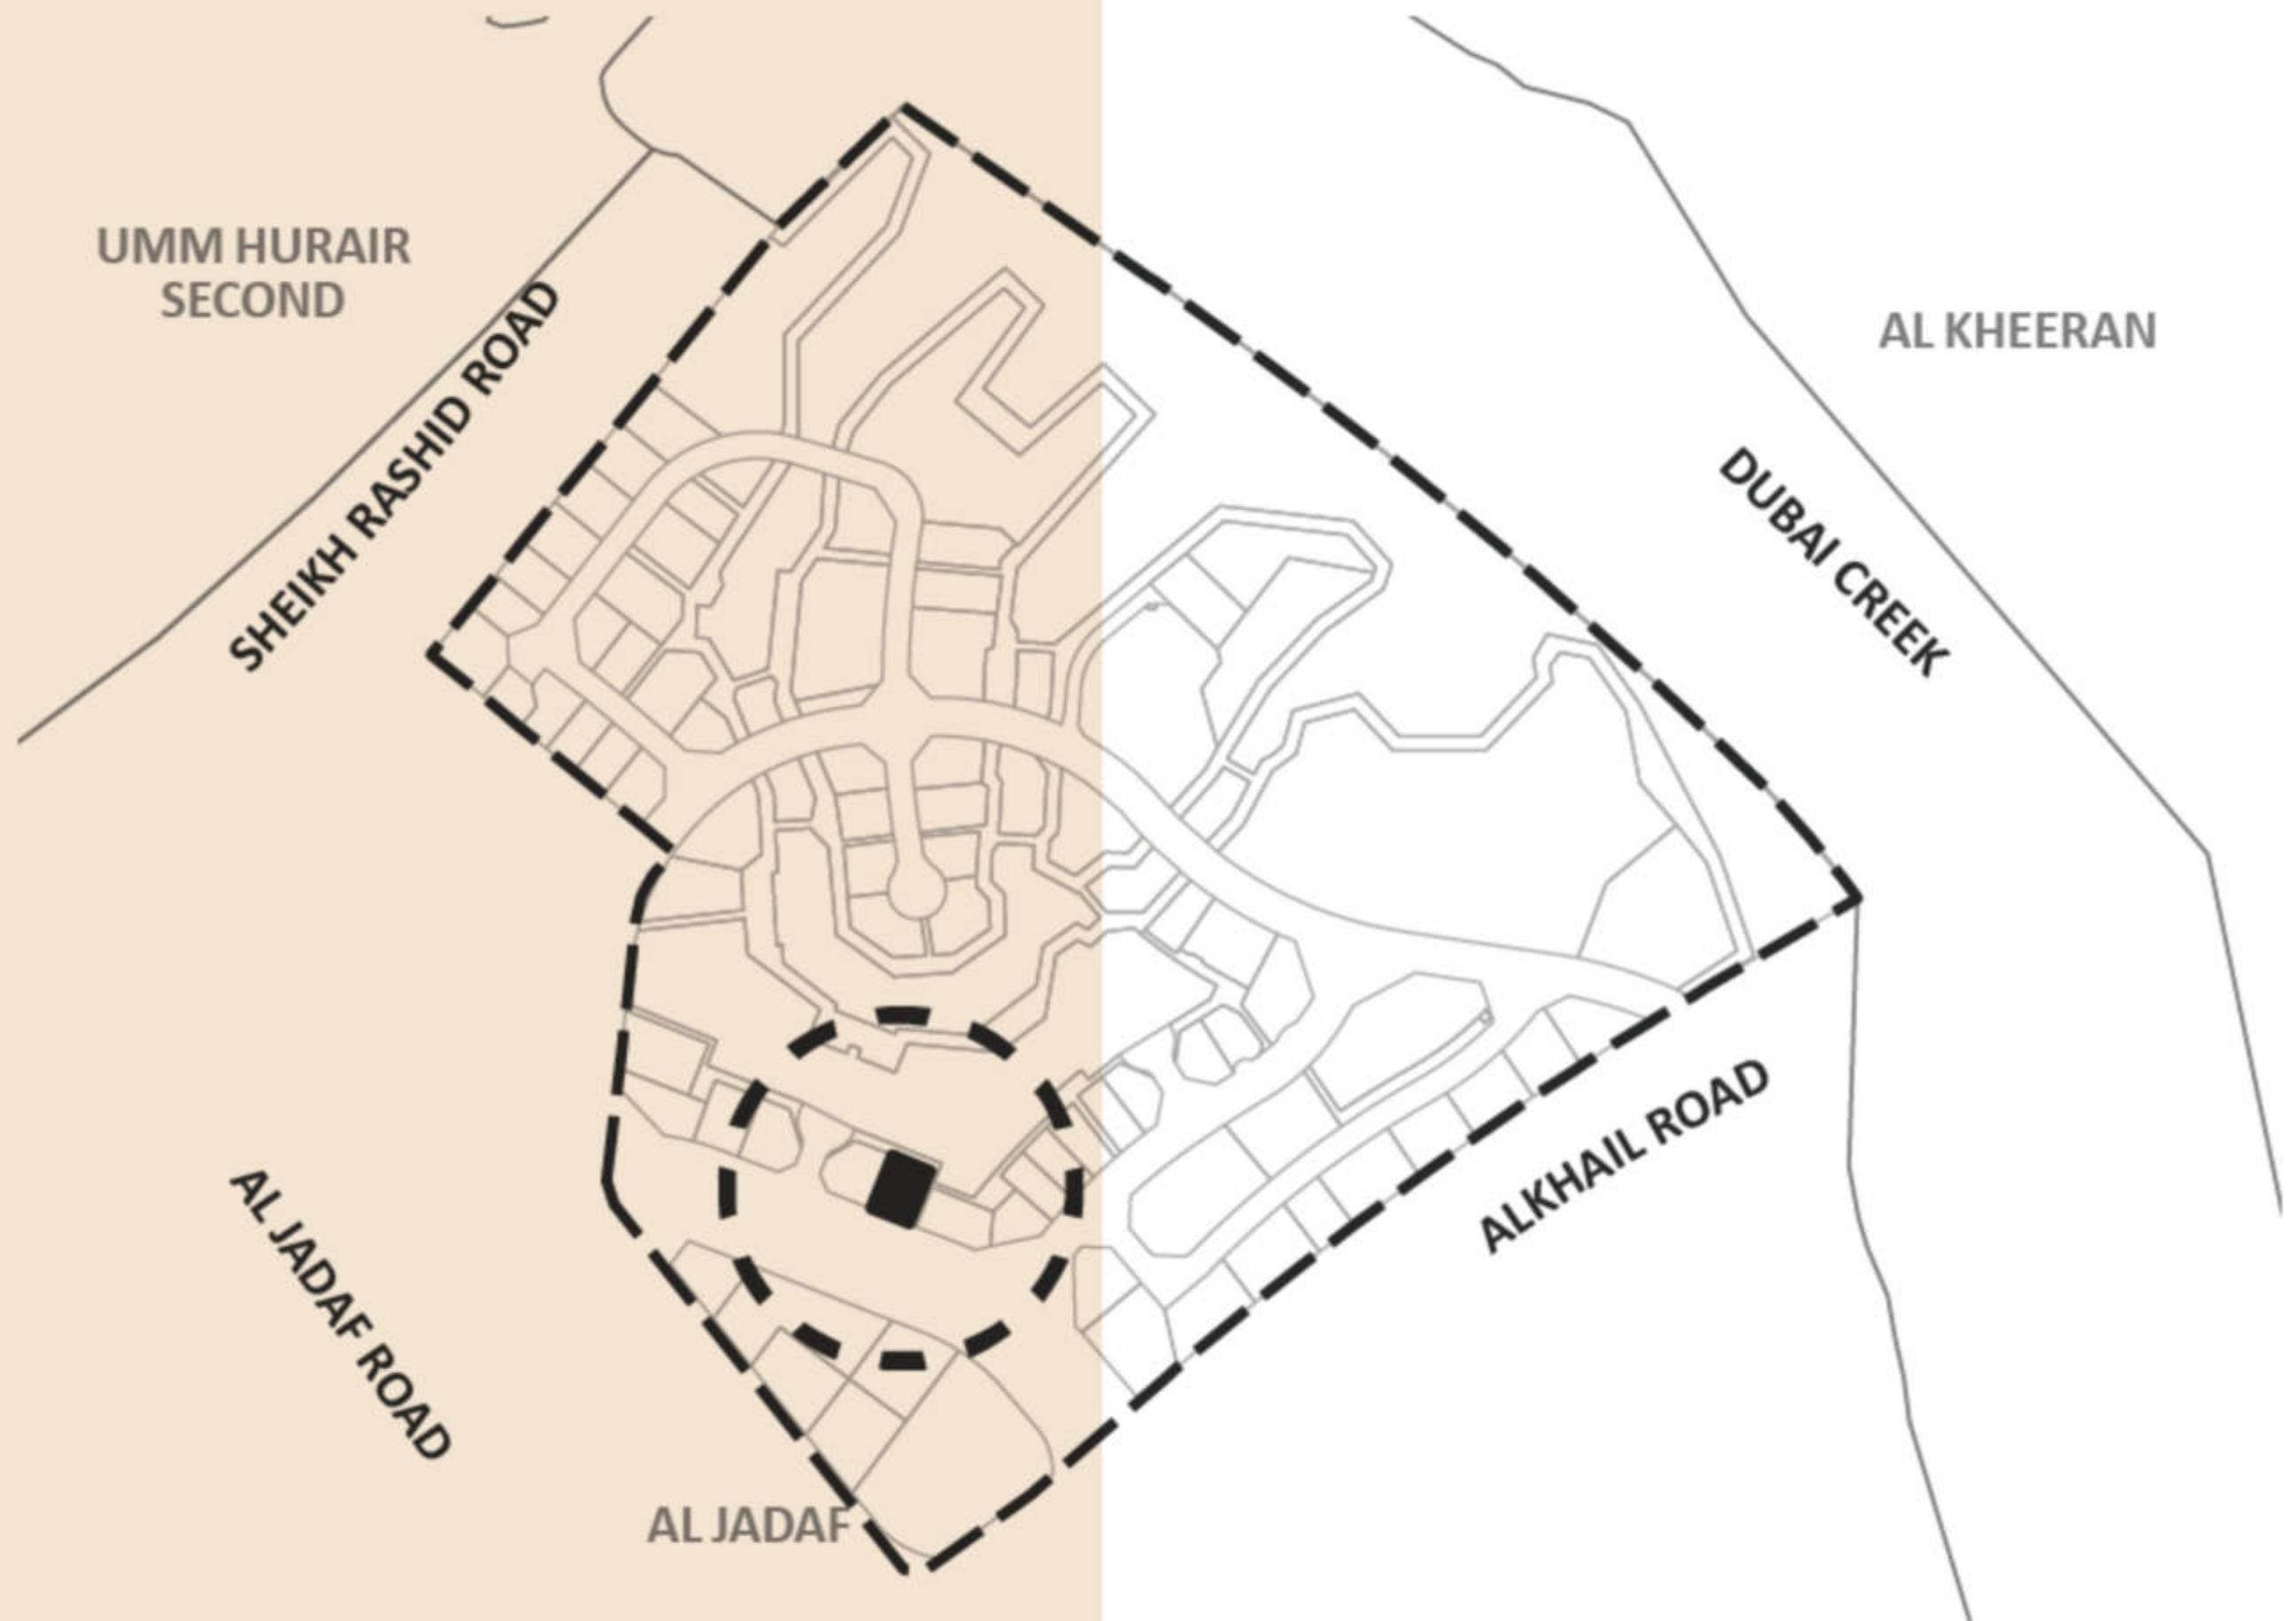 UMM HURAIR
SECOND
SHEIKH RASHID ROAD
AL KHEERAN
DUBAI CREEK
ALKHAIL ROAD
AL JADAF ROAD
AL JADAF